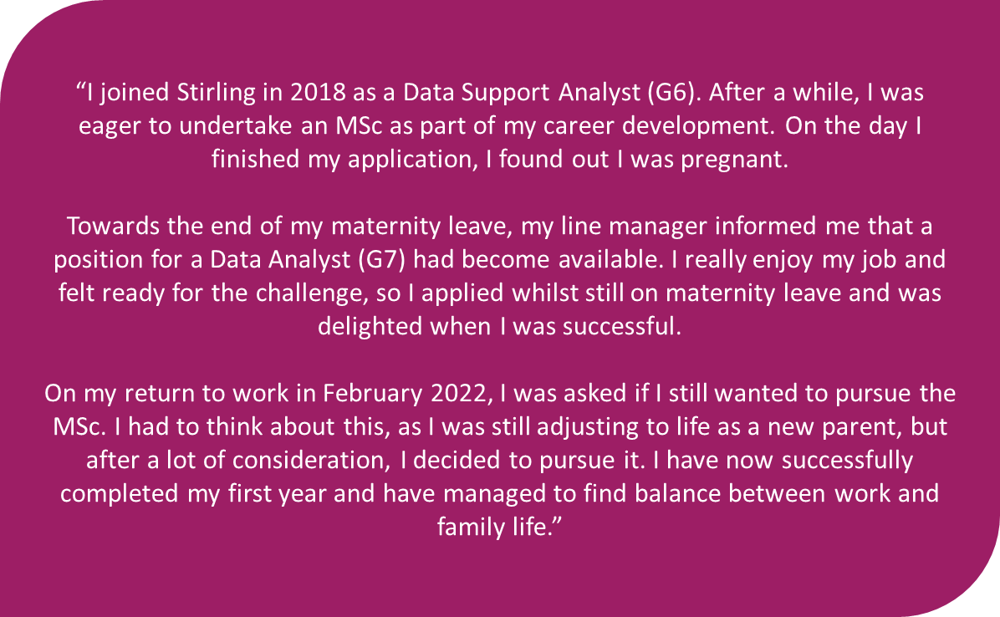 “I joined Stirling in 2018 as a Data Support Analyst (G6). After a while, I was
eager to undertake an MSc as part of my career development. On the day I
finished my application, I found out I was pregnant.
Towards the end of my maternity leave, my line manager informed me that a
position for a Data Analyst (G7) had become available. I really enjoy my job and
felt ready for the challenge, so I applied whilst still on maternity leave and was
delighted when I was successful.
On my return to work in February 2022, I was asked if I still wanted to pursue the
MSc. I had to think about this, as I was still adjusting to life as a new parent, but
after a lot of consideration, I decided to pursue it. I have now successfully
completed my first year and have managed to find balance between work and
family life.”